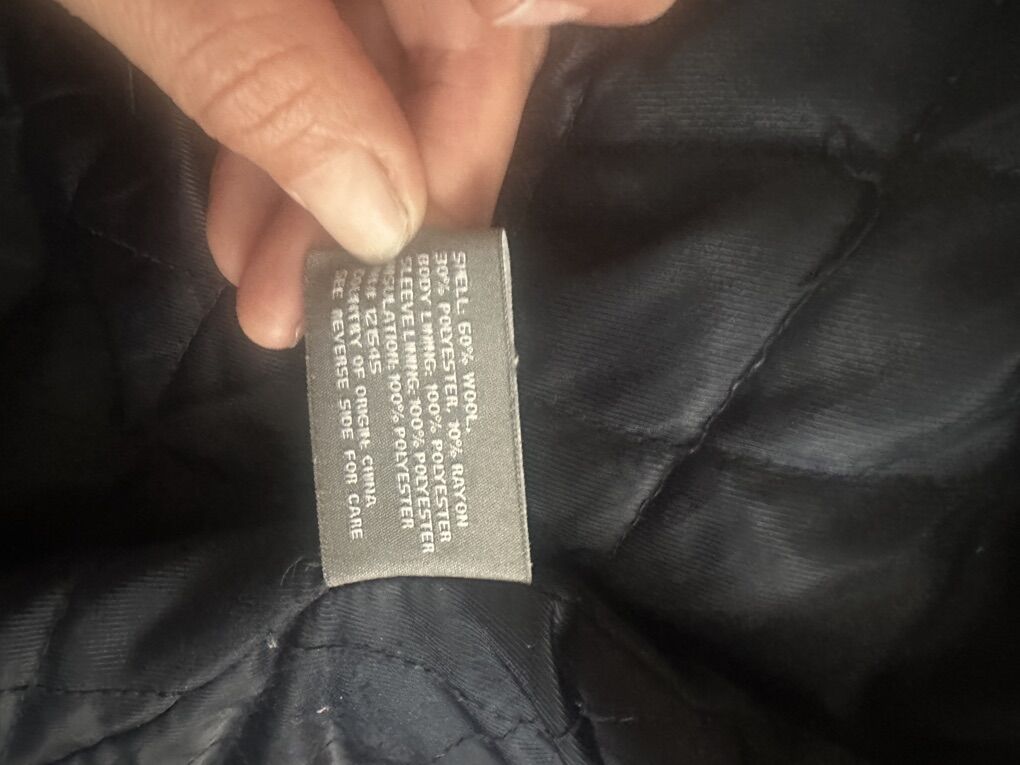 SHELL: 60% WOOL,
30% POLYESTER, 10% RAYON
BODY LINING: 100% POLYESTER
SLEEVE LINING: 100% POLYESTER
INSULATION: 100% POLYESTER
12545
COUNTRY OF ORIGIN: CHINA
SEE REVERSE SIDE FOR CARE